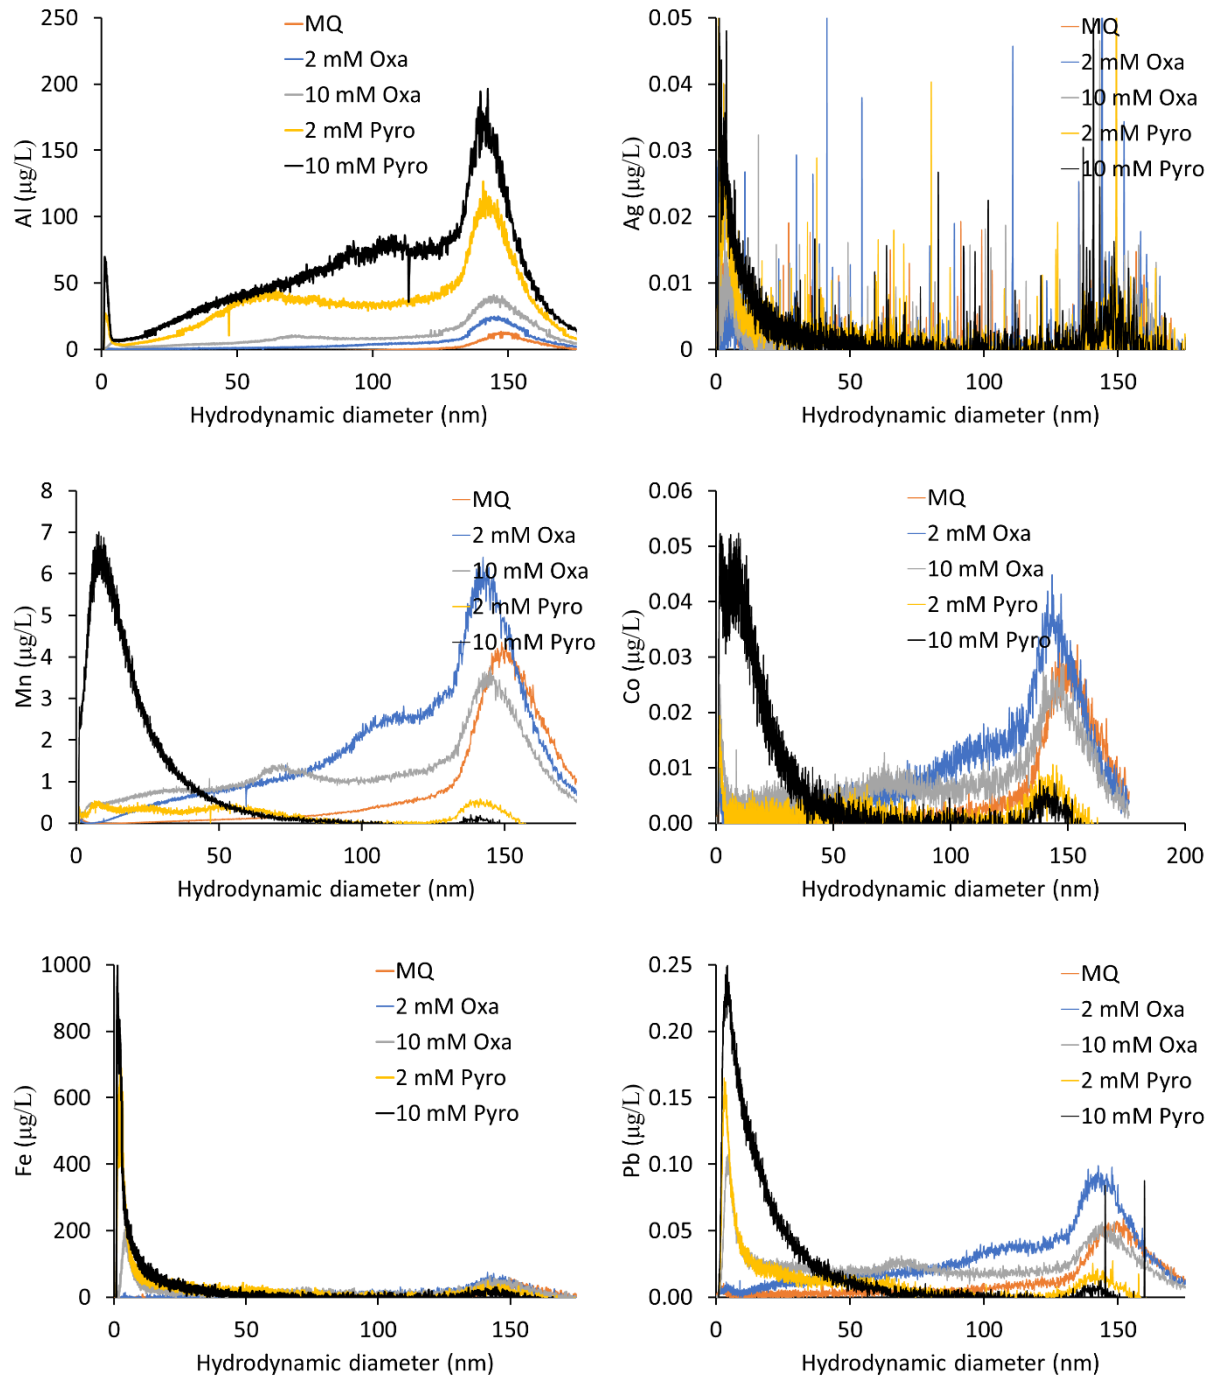 250
200
150
100
50
0
Al (µg/L)
0 50 100 150
Hydrodynamic diameter (nm)
MQ
2 mM Oxa
10 mM Oxa
2 mM Pyro
10 mM Pyro
0.05
0.04
0.03
0.02
0.01
0
Ag (µg/L)
0 50 100 150
Hydrodynamic diameter (nm)
MQ
2 mM Oxa
10 mM Oxa
2 mM Pyro
10 mM Pyro
8
7
6
5
4
3
2
1
0
Mn (µg/L)
0 50 100 150
Hydrodynamic diameter (nm)
MQ
2 mM Oxa
10 mM Oxa
2 mM Pyro
10 mM Pyro
0.06
0.05
0.04
0.03
0.02
0.01
0.00
Co (µg/L)
0 50 100 150 200
Hydrodynamic diameter (nm)
MQ
2 mM Oxa
10 mM Oxa
2 mM Pyro
10 mM Pyro
1000
800
600
400
200
0
Fe (µg/L)
0 50 100 150
Hydrodynamic diameter (nm)
MQ
2 mM Oxa
10 mM Oxa
2 mM Pyro
10 mM Pyro
0.25
0.20
0.15
0.10
0.05
0.00
Pb (µg/L)
0 50 100 150
Hydrodynamic diameter (nm)
MQ
2 mM Oxa
10 mM Oxa
2 mM Pyro
10 mM Pyro